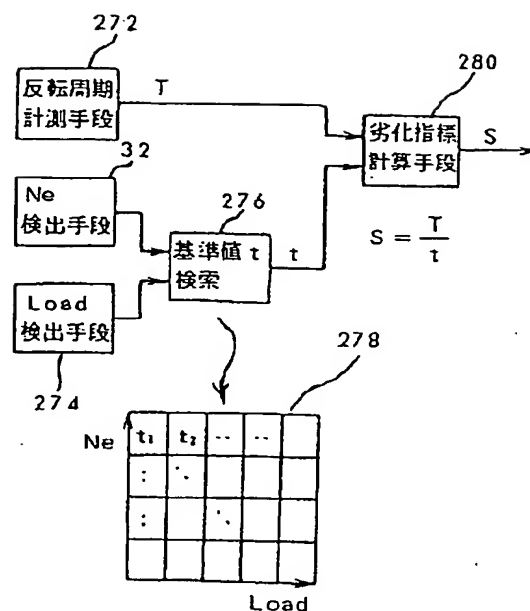 272
反転周期
計測手段
T
280
劣化指標
計算手段
S
32
Ne
検出手段
276
基準値 t
検索
t
S = T/t
Load
検出手段
274
278
Ne
t₁ t₂ -- --
: ⋱
: ⋱
Load